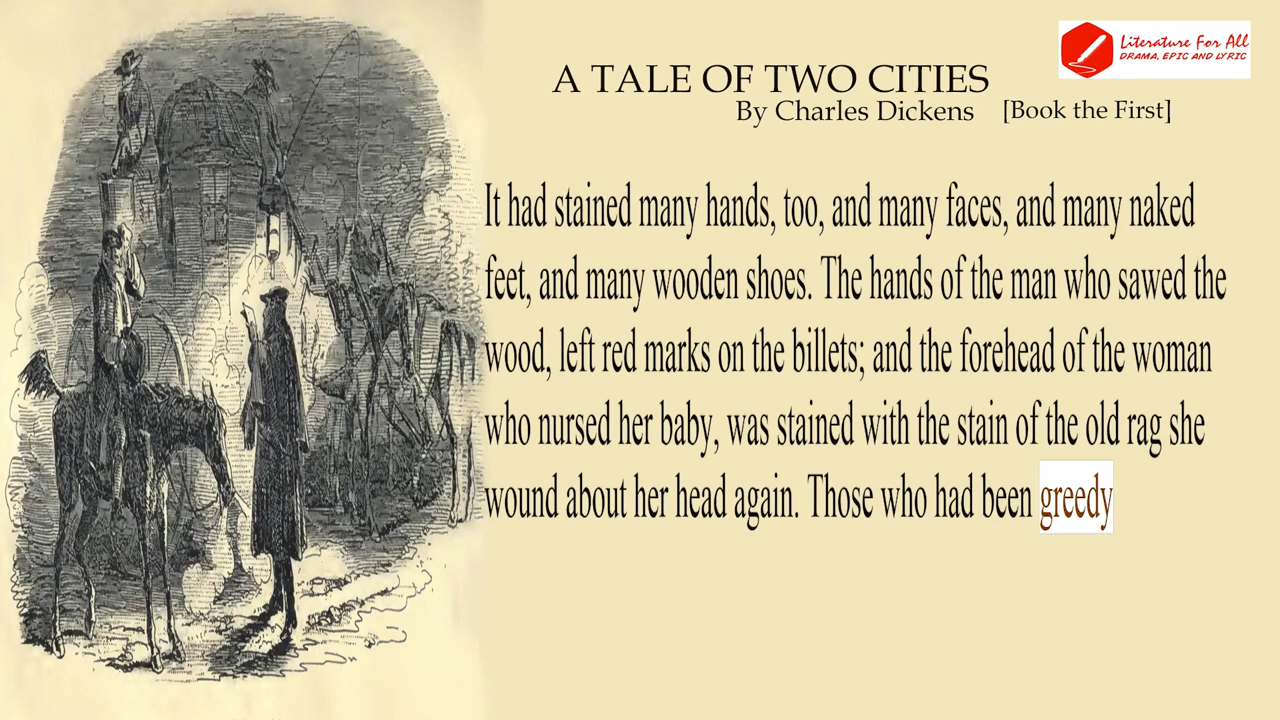 Literature For All
DRAMA, EPIC AND LYRIC
A TALE OF TWO CITIES
By Charles Dickens [Book the First]
It had stained many hands, too, and many faces, and many naked
feet, and many wooden shoes. The hands of the man who sawed the
wood, left red marks on the billets; and the forehead of the woman
who nursed her baby, was stained with the stain of the old rag she
wound about her head again. Those who had been greedy